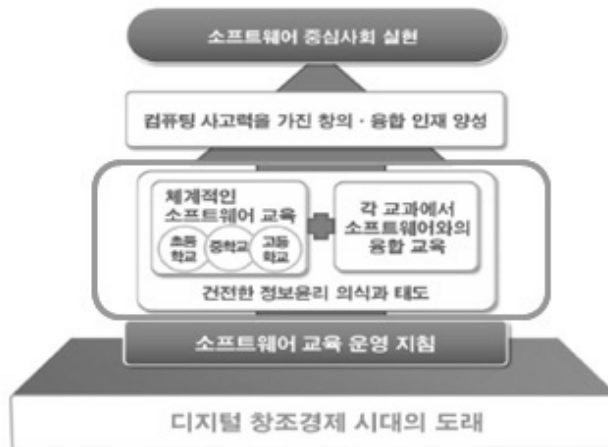 소프트웨어 중심사회 실현
컴퓨팅 사고력을 가진 창의 · 융합 인재 양성
체계적인
소프트웨어 교육
초등
학교
중학교
고등
학교
각 교과에서
소프트웨어와의
융합 교육
건전한 정보윤리 의식과 태도
소프트웨어 교육 운영 지침
디지털 창조경제 시대의 도래